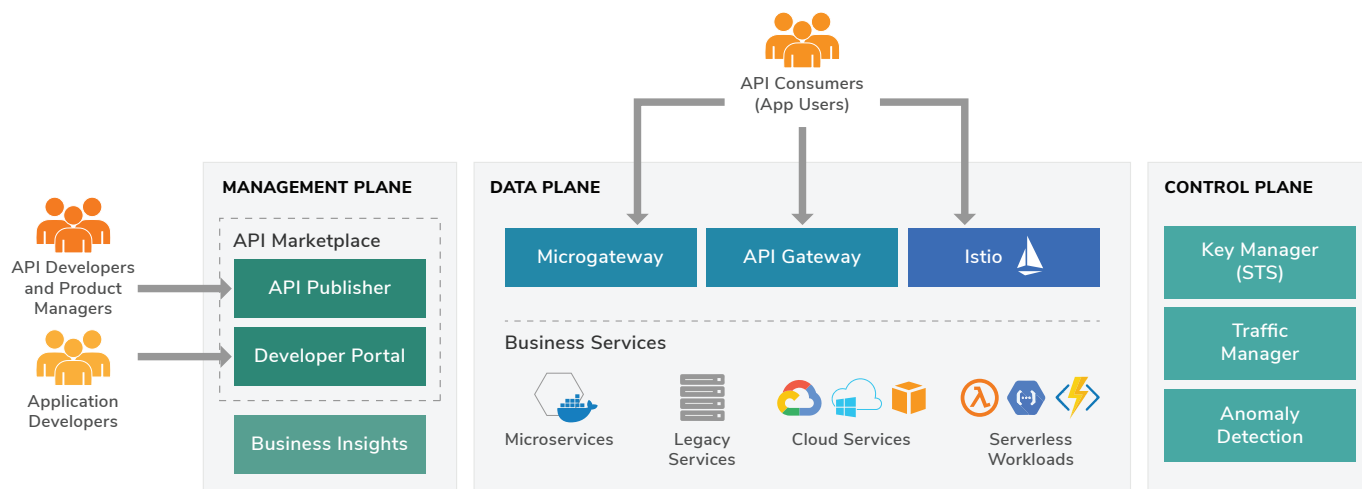 API Consumers
(App Users)
MANAGEMENT PLANE
DATA PLANE
CONTROL PLANE
API Developers
and Product
Managers
Application
Developers
API Marketplace
API Publisher
Developer Portal
Business Insights
Microgateway
API Gateway
Istio
Business Services
Microservices
Legacy
Services
Cloud Services
Serverless
Workloads
Key Manager
(STS)
Traffic
Manager
Anomaly
Detection